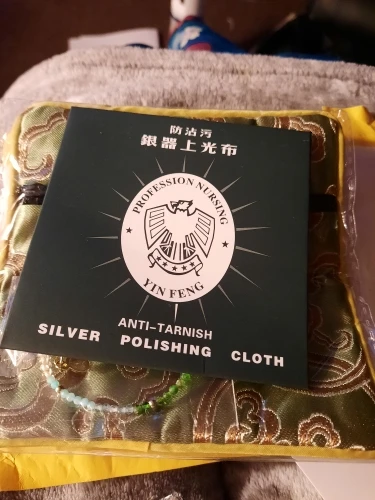 防沾污
銀器上光布
PROFESSION NURSING
YIN FENG
ANTI-TARNISH
SILVER POLISHING CLOTH